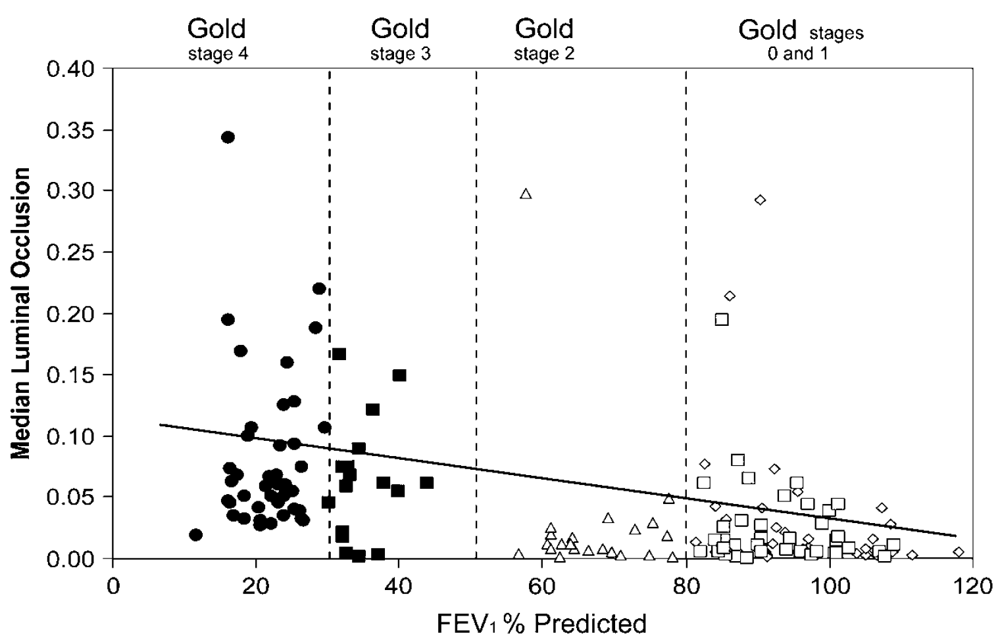 Gold Gold Gold Gold stages
stage 4 stage 3 stage 2 0 and 1
0.40
0.35
0.30
0.25
0.20
0.15
0.10
0.05
0.00
Median Luminal Occlusion
0 20 40 60 80 100 120
FEV1 % Predicted